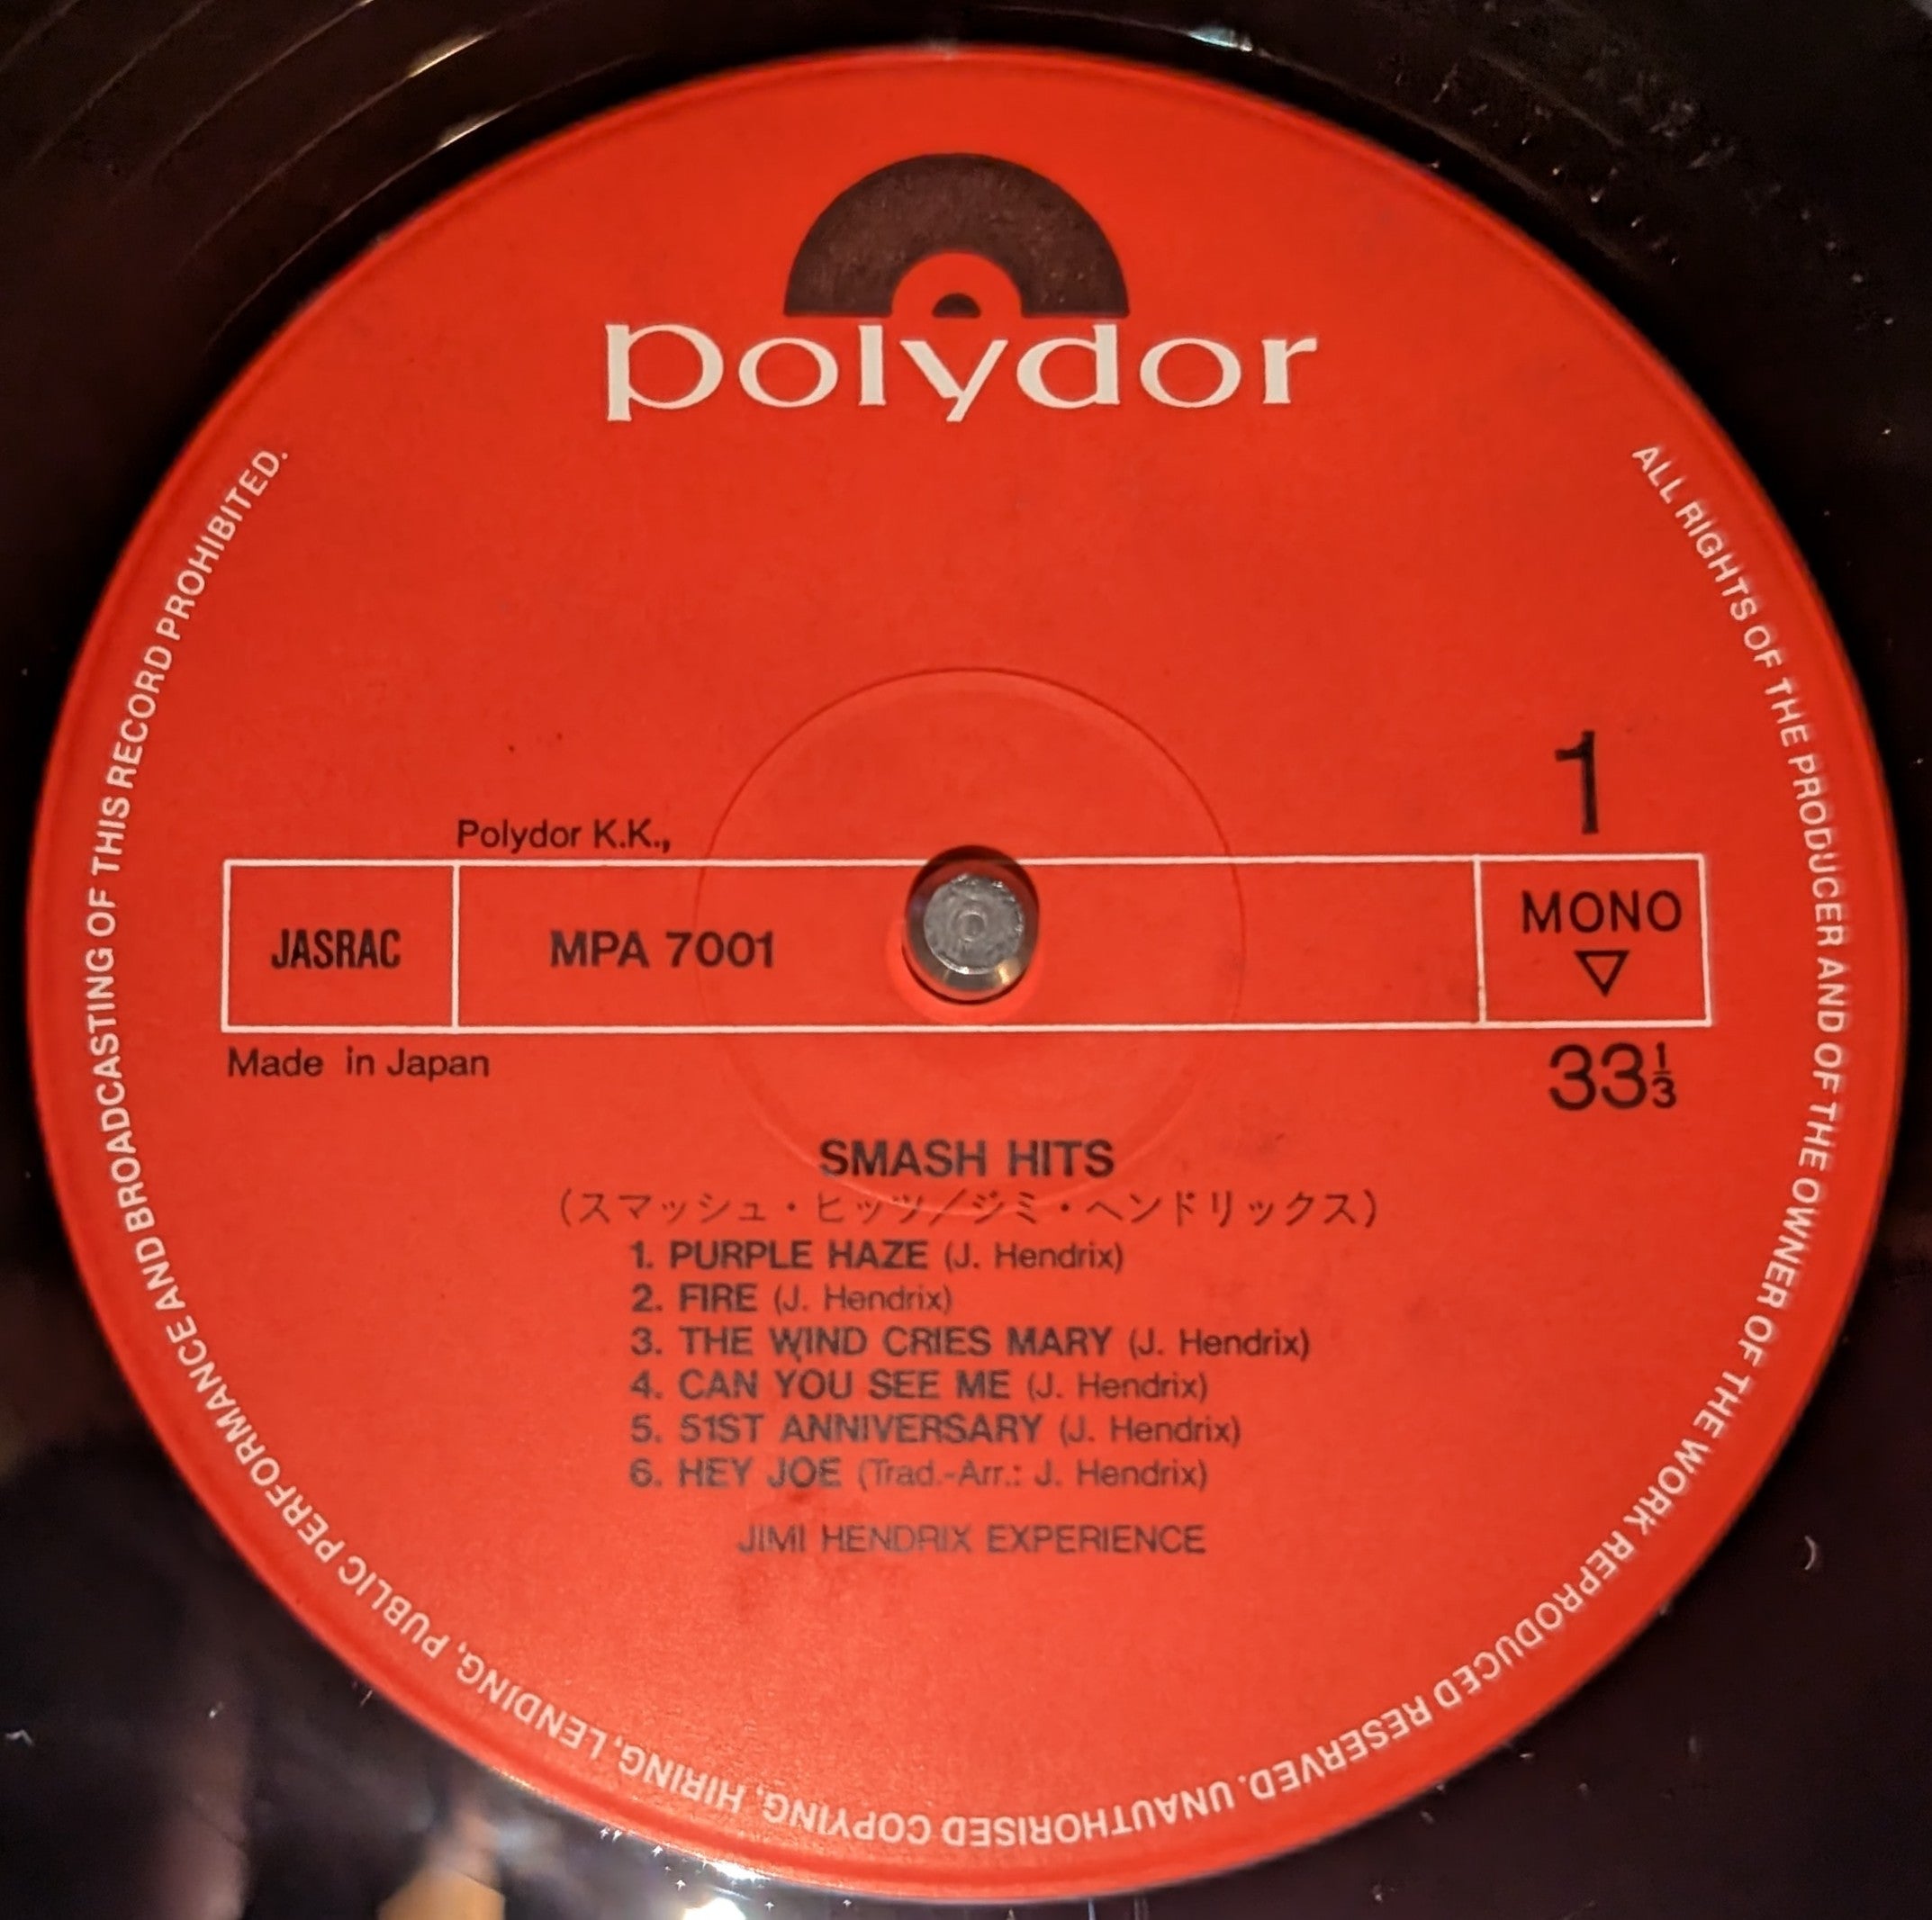 polydor
Polydor K.K.,
1
JASRAC
MPA 7001
MONO
▽
Made in Japan
33⅓
SMASH HITS
(スマッシュ・ヒッツ/ジミ・ヘンドリックス)
1. PURPLE HAZE (J. Hendrix)
2. FIRE (J. Hendrix)
3. THE WIND CRIES MARY (J. Hendrix)
4. CAN YOU SEE ME (J. Hendrix)
5. 51ST ANNIVERSARY (J. Hendrix)
6. HEY JOE (Trad.-Arr.: J. Hendrix)
JIMI HENDRIX EXPERIENCE
ALL RIGHTS OF THE PRODUCER AND OF THE OWNER OF THE WORK REPRODUCED RESERVED. UNAUTHORISED COPYING, HIRING, LENDING, PUBLIC PERFORMANCE AND BROADCASTING OF THIS RECORD PROHIBITED.